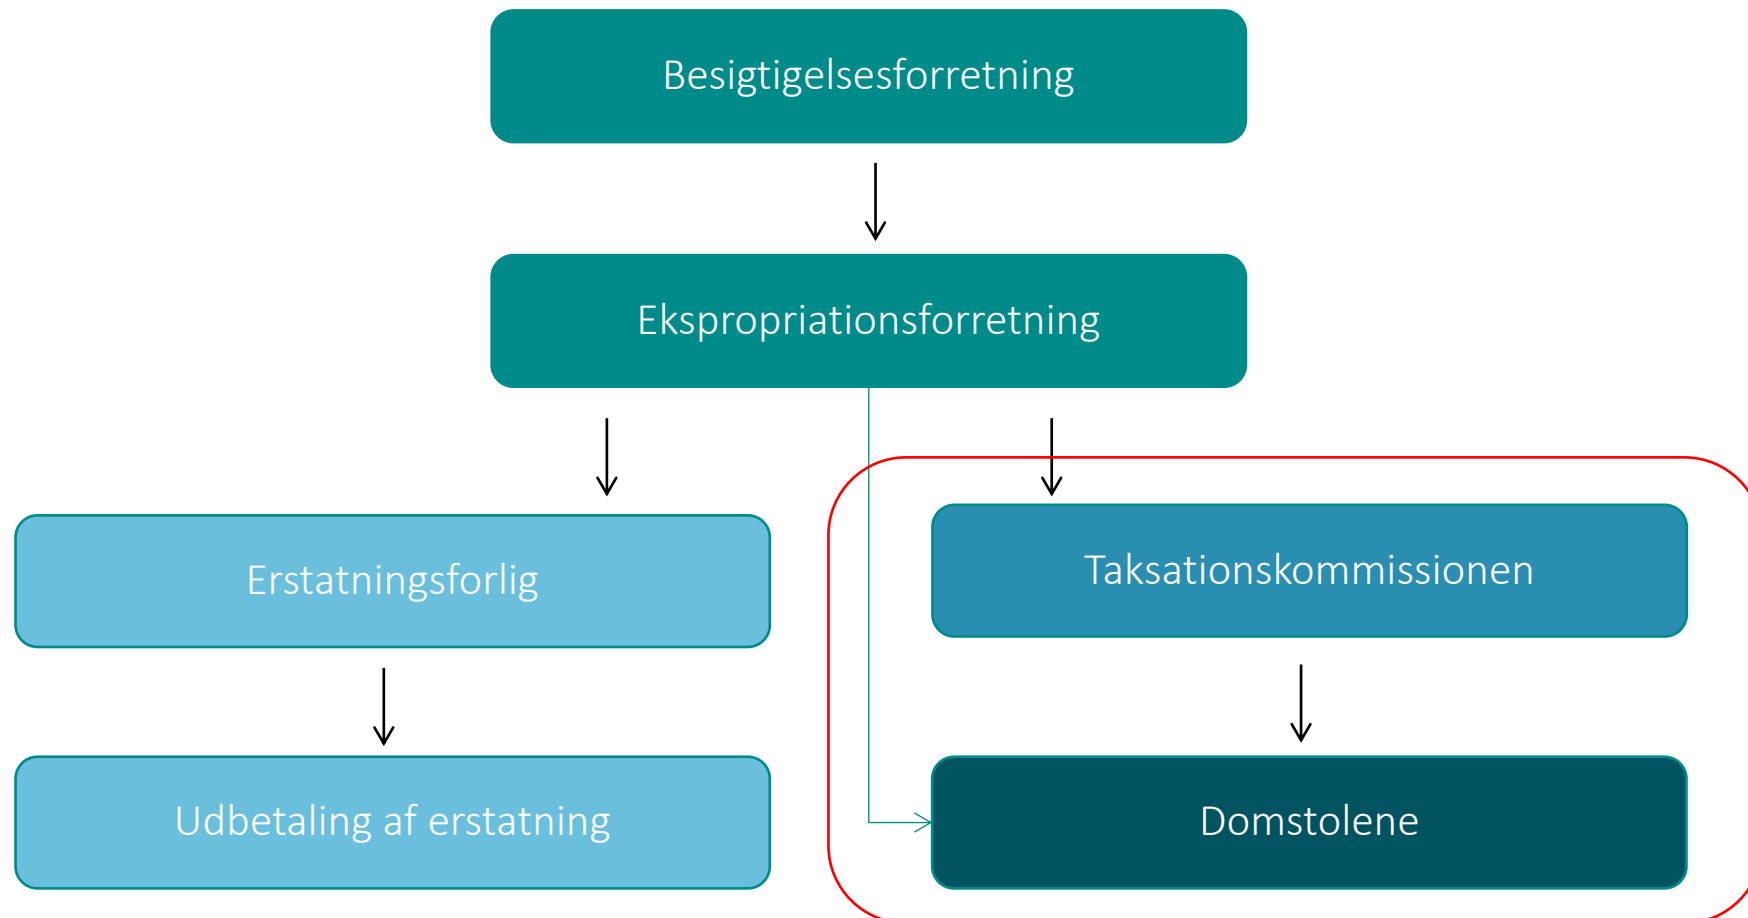 Besigtigelsesforretning
Ekspropriationsforretning
Erstatningsforlig
Taksationskommissionen
Udbetaling af erstatning
Domstolene